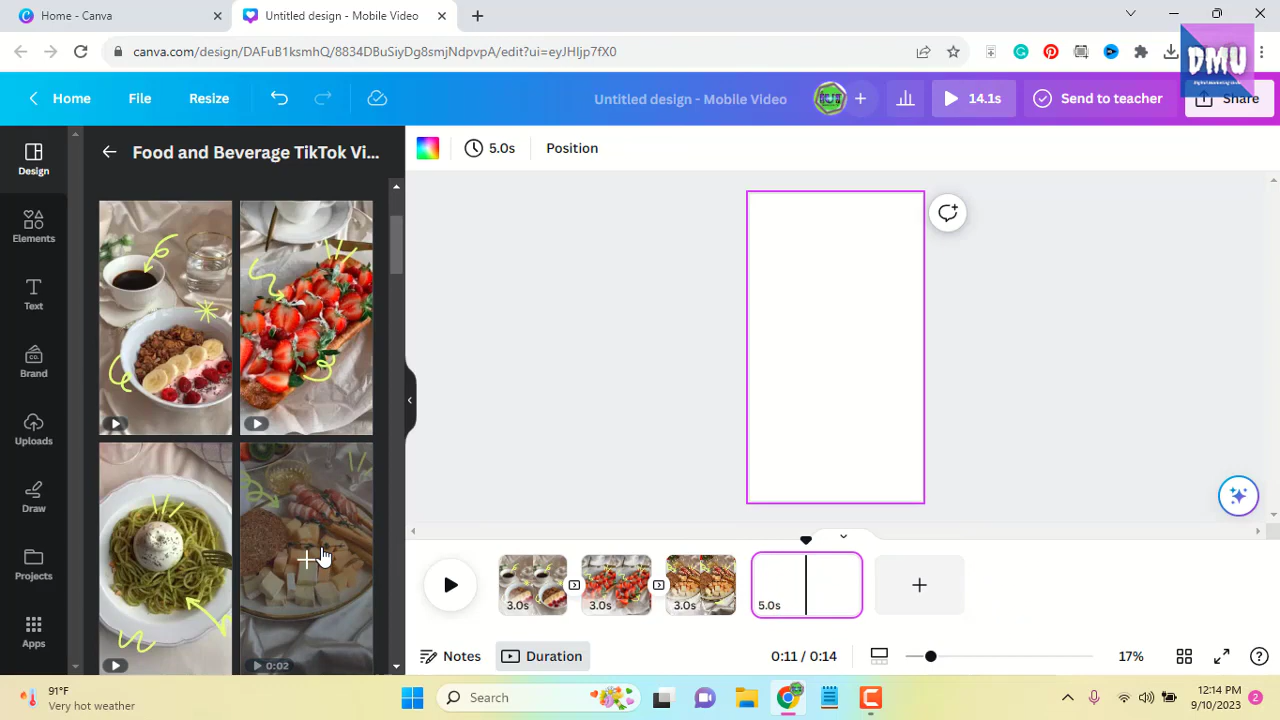 Home - Canva
Untitled design - Mobile Video
canva.com/design/DAFuB1ksmhQ/8834DBuSiyDg8smjNdpvpA/edit?ui=eyJHIjp7fX0
DMU
Home
File
Resize
Untitled design - Mobile Video
14.1s
Send to teacher
Share
Design
Elements
Text
Brand
Uploads
Draw
Projects
Apps
Food and Beverage TikTok Vi...
0:02
5.0s
Position
3.0s
3.0s
3.0s
5.0s
Notes
Duration
0:11 / 0:14
17%
91°F
Very hot weather
Search
12:14 PM
9/10/2023
2